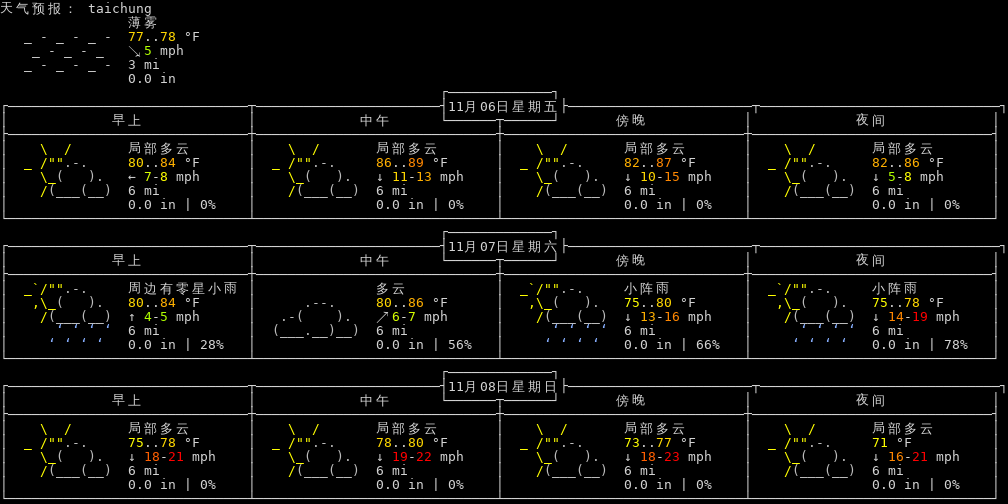 天气预报： taichung
薄雾
77..78 °F
↘ 5 mph
3 mi
0.0 in
11月06日星期五
早上 中午 傍晚 夜间
局部多云 局部多云 局部多云 局部多云
80..84 °F 86..89 °F 82..87 °F 82..86 °F
← 7-8 mph ↓ 11-13 mph ↓ 10-15 mph ↓ 5-8 mph
6 mi 6 mi 6 mi 6 mi
0.0 in | 0% 0.0 in | 0% 0.0 in | 0% 0.0 in | 0%
11月07日星期六
早上 中午 傍晚 夜间
周边有零星小雨 多云 小阵雨 小阵雨
80..84 °F 80..86 °F 75..80 °F 75..78 °F
↑ 4-5 mph ↗ 6-7 mph ↓ 13-16 mph ↓ 14-19 mph
6 mi 6 mi 6 mi 6 mi
0.0 in | 28% 0.0 in | 56% 0.0 in | 66% 0.0 in | 78%
11月08日星期日
早上 中午 傍晚 夜间
局部多云 局部多云 局部多云 局部多云
75..78 °F 78..80 °F 73..77 °F 71 °F
↓ 18-21 mph ↓ 19-22 mph ↓ 18-23 mph ↓ 16-21 mph
6 mi 6 mi 6 mi 6 mi
0.0 in | 0% 0.0 in | 0% 0.0 in | 0% 0.0 in | 0%